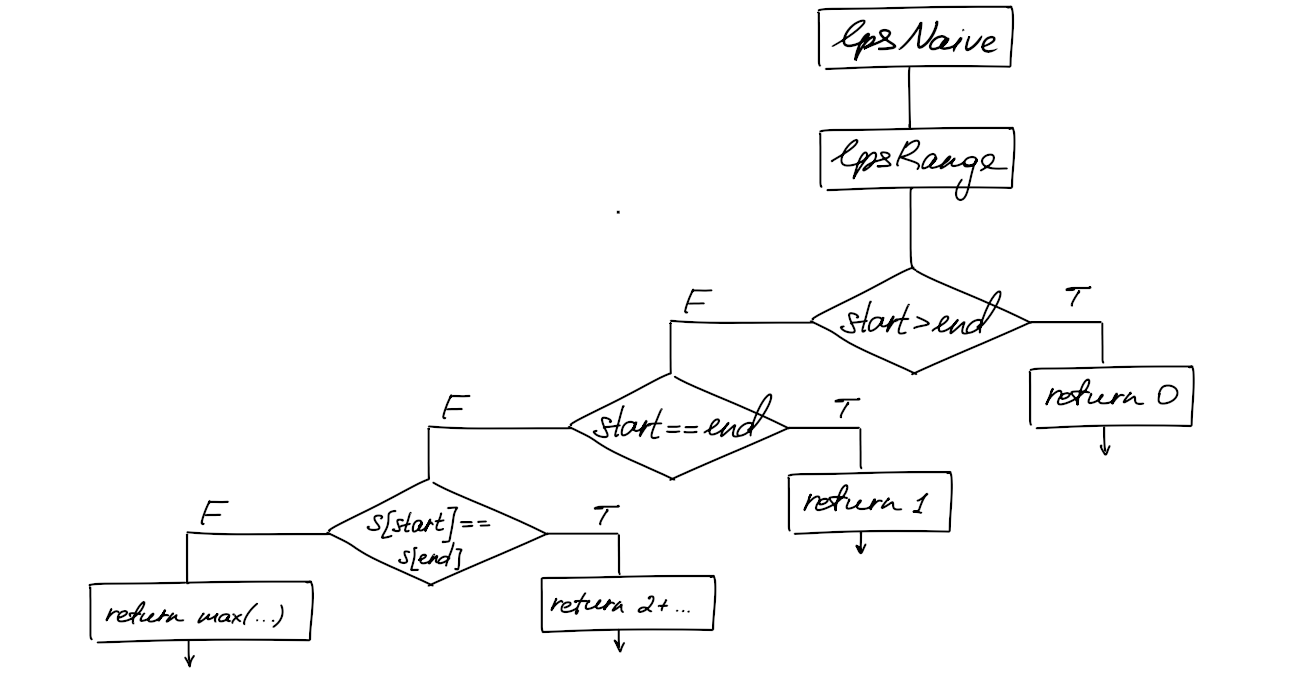 lpsNaive
lpsRange
F
T
start>end
return 0
F
T
start==end
return 1
F
T
s[start]==
s[end]
return max(...)
return 2+...